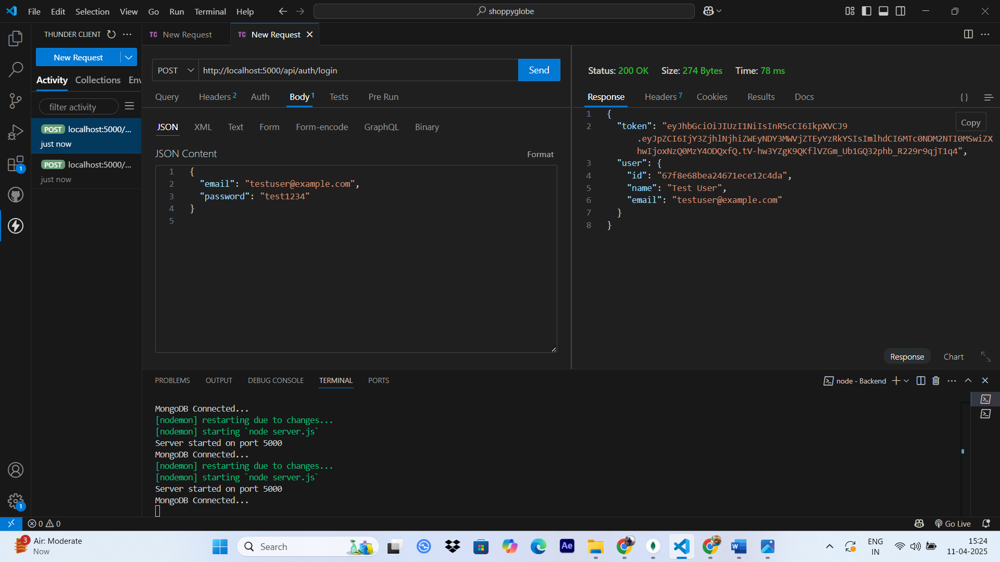 File Edit Selection View Go Run Terminal Help
shoppyglobe
THUNDER CLIENT
New Request
Activity Collections Env
filter activity
POST localhost:5000/...
just now
POST localhost:5000/...
just now
TC New Request
TC New Request
POST http://localhost:5000/api/auth/login Send
Query Headers 2 Auth Body 1 Tests Pre Run
JSON XML Text Form Form-encode GraphQL Binary
JSON Content Format
1 {
2 "email": "testuser@example.com",
3 "password": "test1234"
4 }
5
Status: 200 OK Size: 274 Bytes Time: 78 ms
Response Headers 7 Cookies Results Docs { }
Copy
1 {
2 "token": "eyJhbGciOiJIUzI1NiIsInR5cCI6IkpXVCJ9
.eyJpZCI6IjY3ZjhlNjhiZWEyNDY3MWVjZTEyYzRkYSIsImlhdCI6MTc0NDM2NTI0MSwiZX
hwIjoxNzQ0MzY4ODQxfQ.tV-hw3YZgK9QKflVZGm_Ub1GQ32phb_R229r9qjT1q4",
3 "user": {
4 "id": "67f8e68bea24671ece12c4da",
5 "name": "Test User",
6 "email": "testuser@example.com"
7 }
8 }
Response Chart
PROBLEMS OUTPUT DEBUG CONSOLE TERMINAL PORTS
node - Backend
MongoDB Connected...
[nodemon] restarting due to changes...
[nodemon] starting `node server.js`
Server started on port 5000
MongoDB Connected...
[nodemon] restarting due to changes...
[nodemon] starting `node server.js`
Server started on port 5000
MongoDB Connected...
1
1
0 0
Go Live
3
Air: Moderate
Now
Search
Ae
W
ENG
IN
15:24
11-04-2025